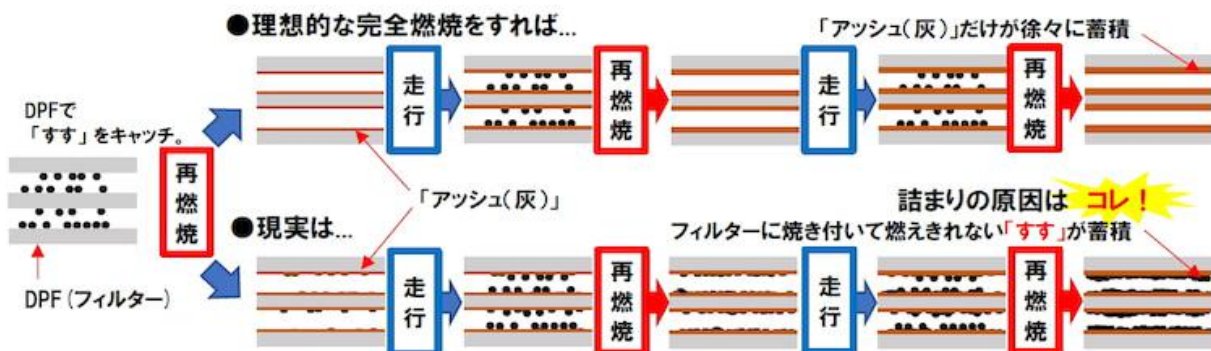 ●理想的な完全燃焼をすれば…
「アッシュ(灰)」だけが徐々に蓄積
DPFで
「すす」をキャッチ。
再燃焼
走行
再燃焼
走行
再燃焼
「アッシュ(灰)」
●現実は…
詰まりの原因は コレ!
フィルターに焼き付いて燃えきれない「すす」が蓄積
DPF(フィルター)
走行
再燃焼
走行
再燃焼